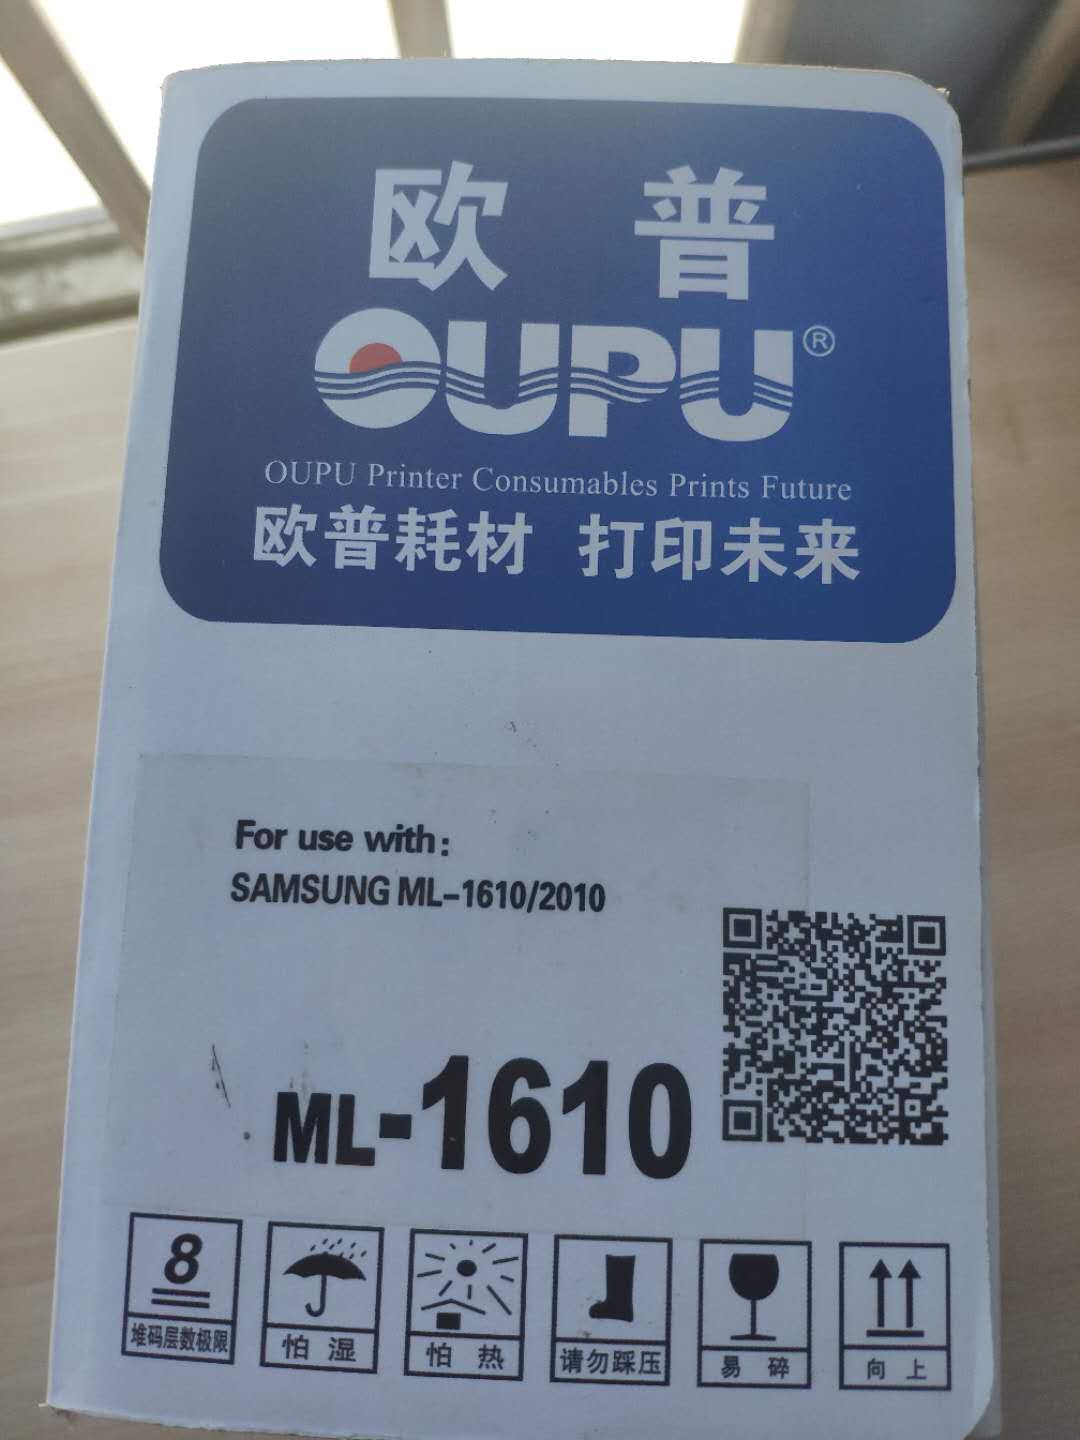 欧 普
OUPU®
OUPU Printer Consumables Prints Future
欧普耗材 打印未来
For use with:
SAMSUNG ML-1610/2010
ML-1610
8
堆码层数极限
怕 湿
怕 热
请勿踩压
易 碎
向 上